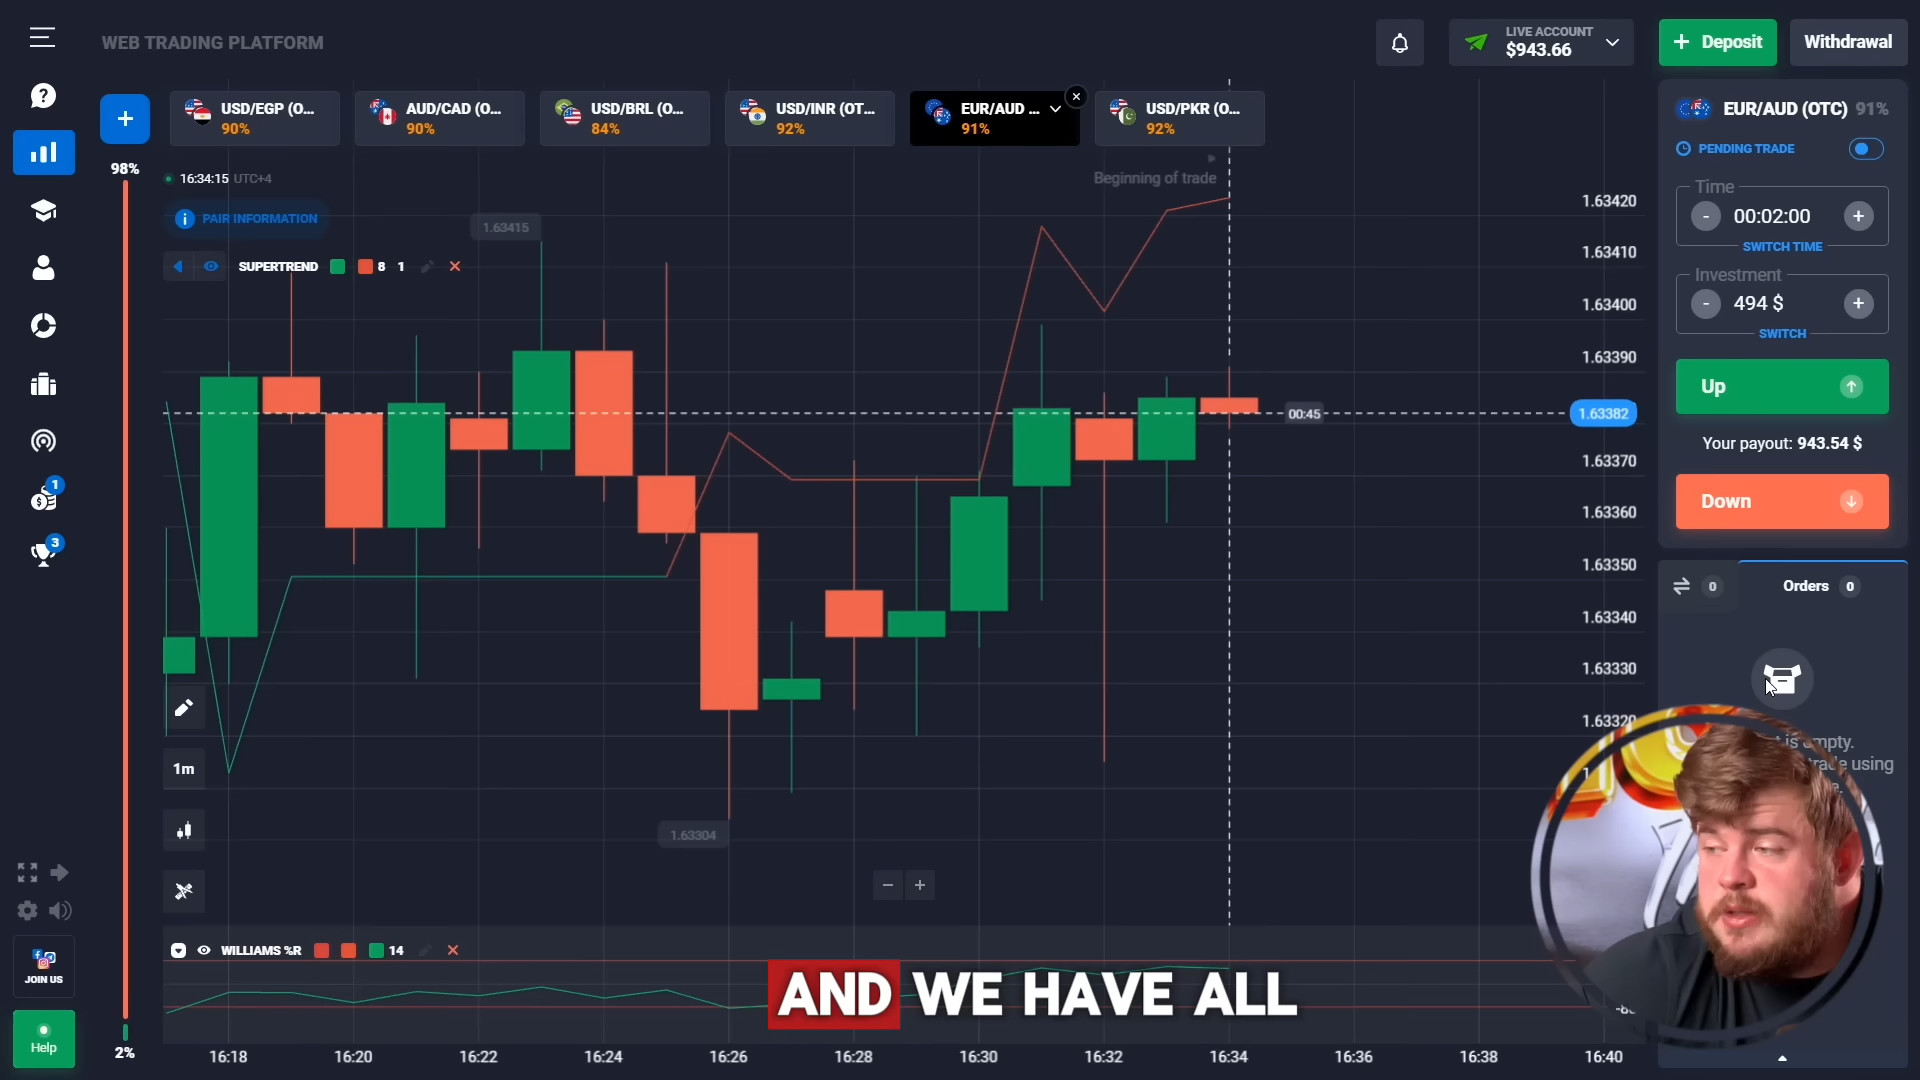 WEB TRADING PLATFORM
LIVE ACCOUNT
$943.66
+ Deposit
Withdrawal
USD/EGP (O...
90%
AUD/CAD (O...
90%
USD/BRL (O...
84%
USD/INR (OT...
92%
EUR/AUD ...
91%
USD/PKR (O...
92%
EUR/AUD (OTC) 91%
PENDING TRADE
Time
- 00:02:00 +
SWITCH TIME
Investment
- 494 $ +
SWITCH
Up
Your payout: 943.54 $
Down
0
Orders 0
is empty.
trade using
98%
16:34:15 UTC+4
Beginning of trade
PAIR INFORMATION
1.63415
SUPERTREND 8 1
1.63420
1.63410
1.63400
1.63390
00:45
1.63382
1.63370
1.63360
1.63350
1.63340
1.63330
1.63320
1m
1.63304
WILLIAMS %R 14
AND WE HAVE ALL
1
3
JOIN US
Help
2%
16:18
16:20
16:22
16:24
16:26
16:28
16:30
16:32
16:34
16:36
16:38
16:40